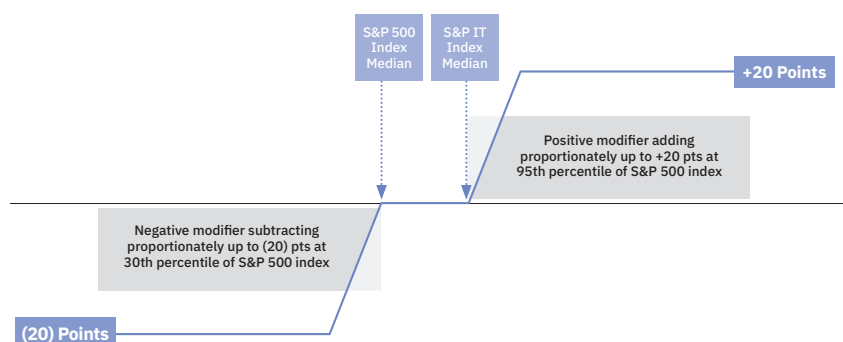 S&P 500
Index
Median
S&P IT
Index
Median
+20 Points
Positive modifier adding
proportionately up to +20 pts at
95th percentile of S&P 500 index
Negative modifier subtracting
proportionately up to (20) pts at
30th percentile of S&P 500 index
(20) Points